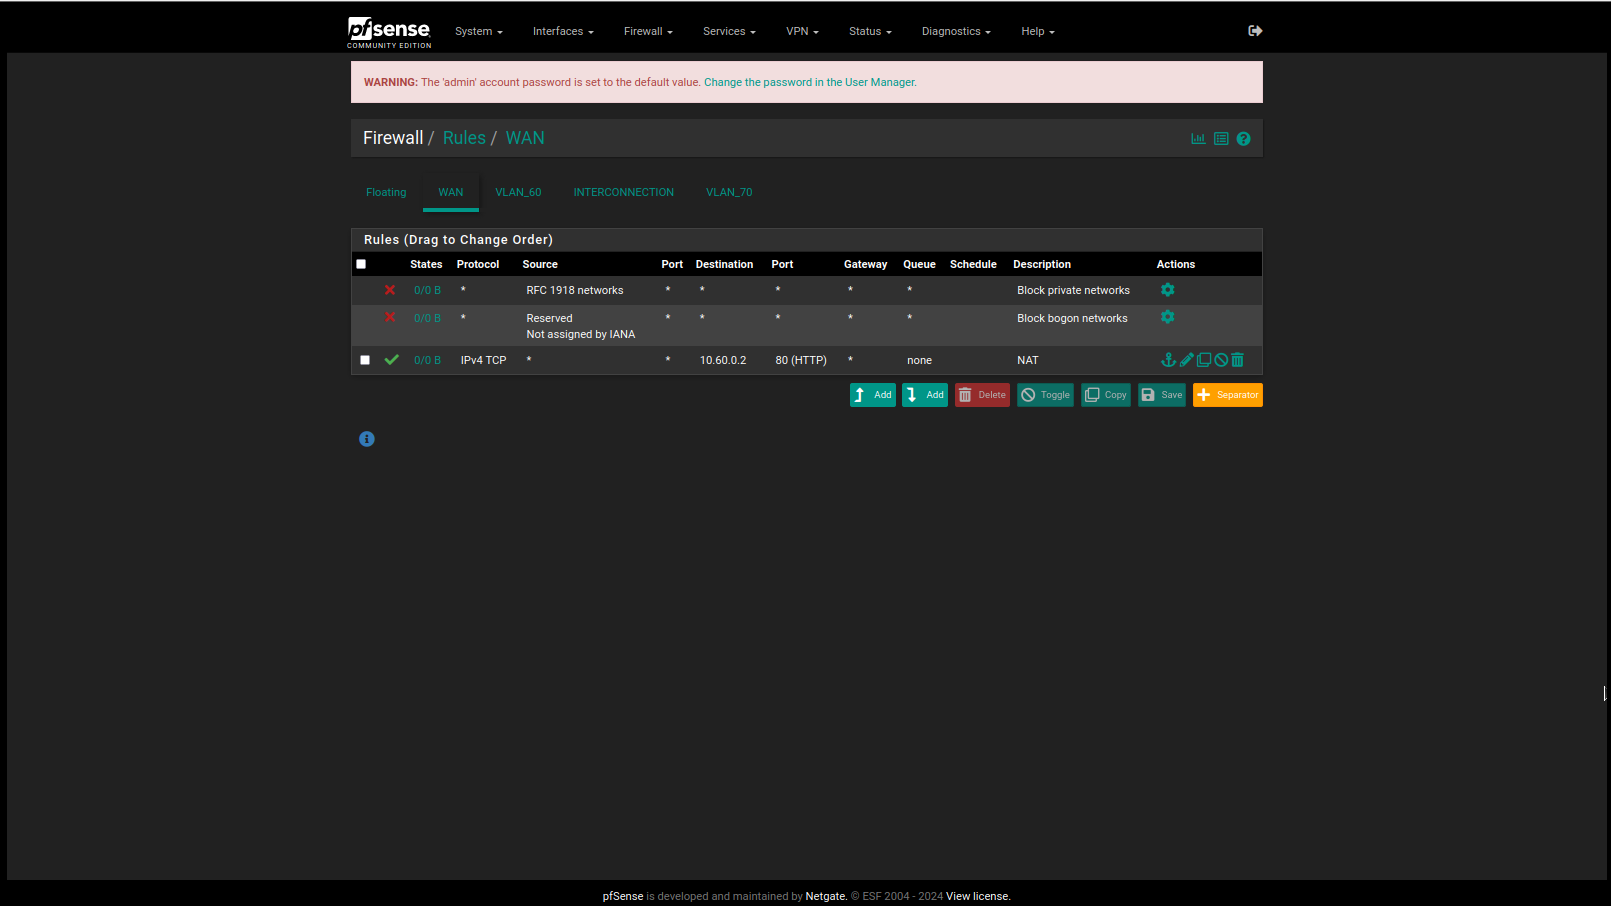 pfsense System Interfaces Firewall Services VPN Status Diagnostics Help
COMMUNITY EDITION
WARNING: The 'admin' account password is set to the default value. Change the password in the User Manager.
Firewall / Rules / WAN
Floating WAN VLAN_60 INTERCONNECTION VLAN_70
Rules (Drag to Change Order)
States Protocol Source Port Destination Port Gateway Queue Schedule Description Actions
0/0 B * RFC 1918 networks * * * * * Block private networks
0/0 B * Reserved * * * * * Block bogon networks
Not assigned by IANA
0/0 B IPv4 TCP * * 10.60.0.2 80 (HTTP) * none NAT
Add Add Delete Toggle Copy Save Separator
pfSense is developed and maintained by Netgate. © ESF 2004 - 2024 View license.